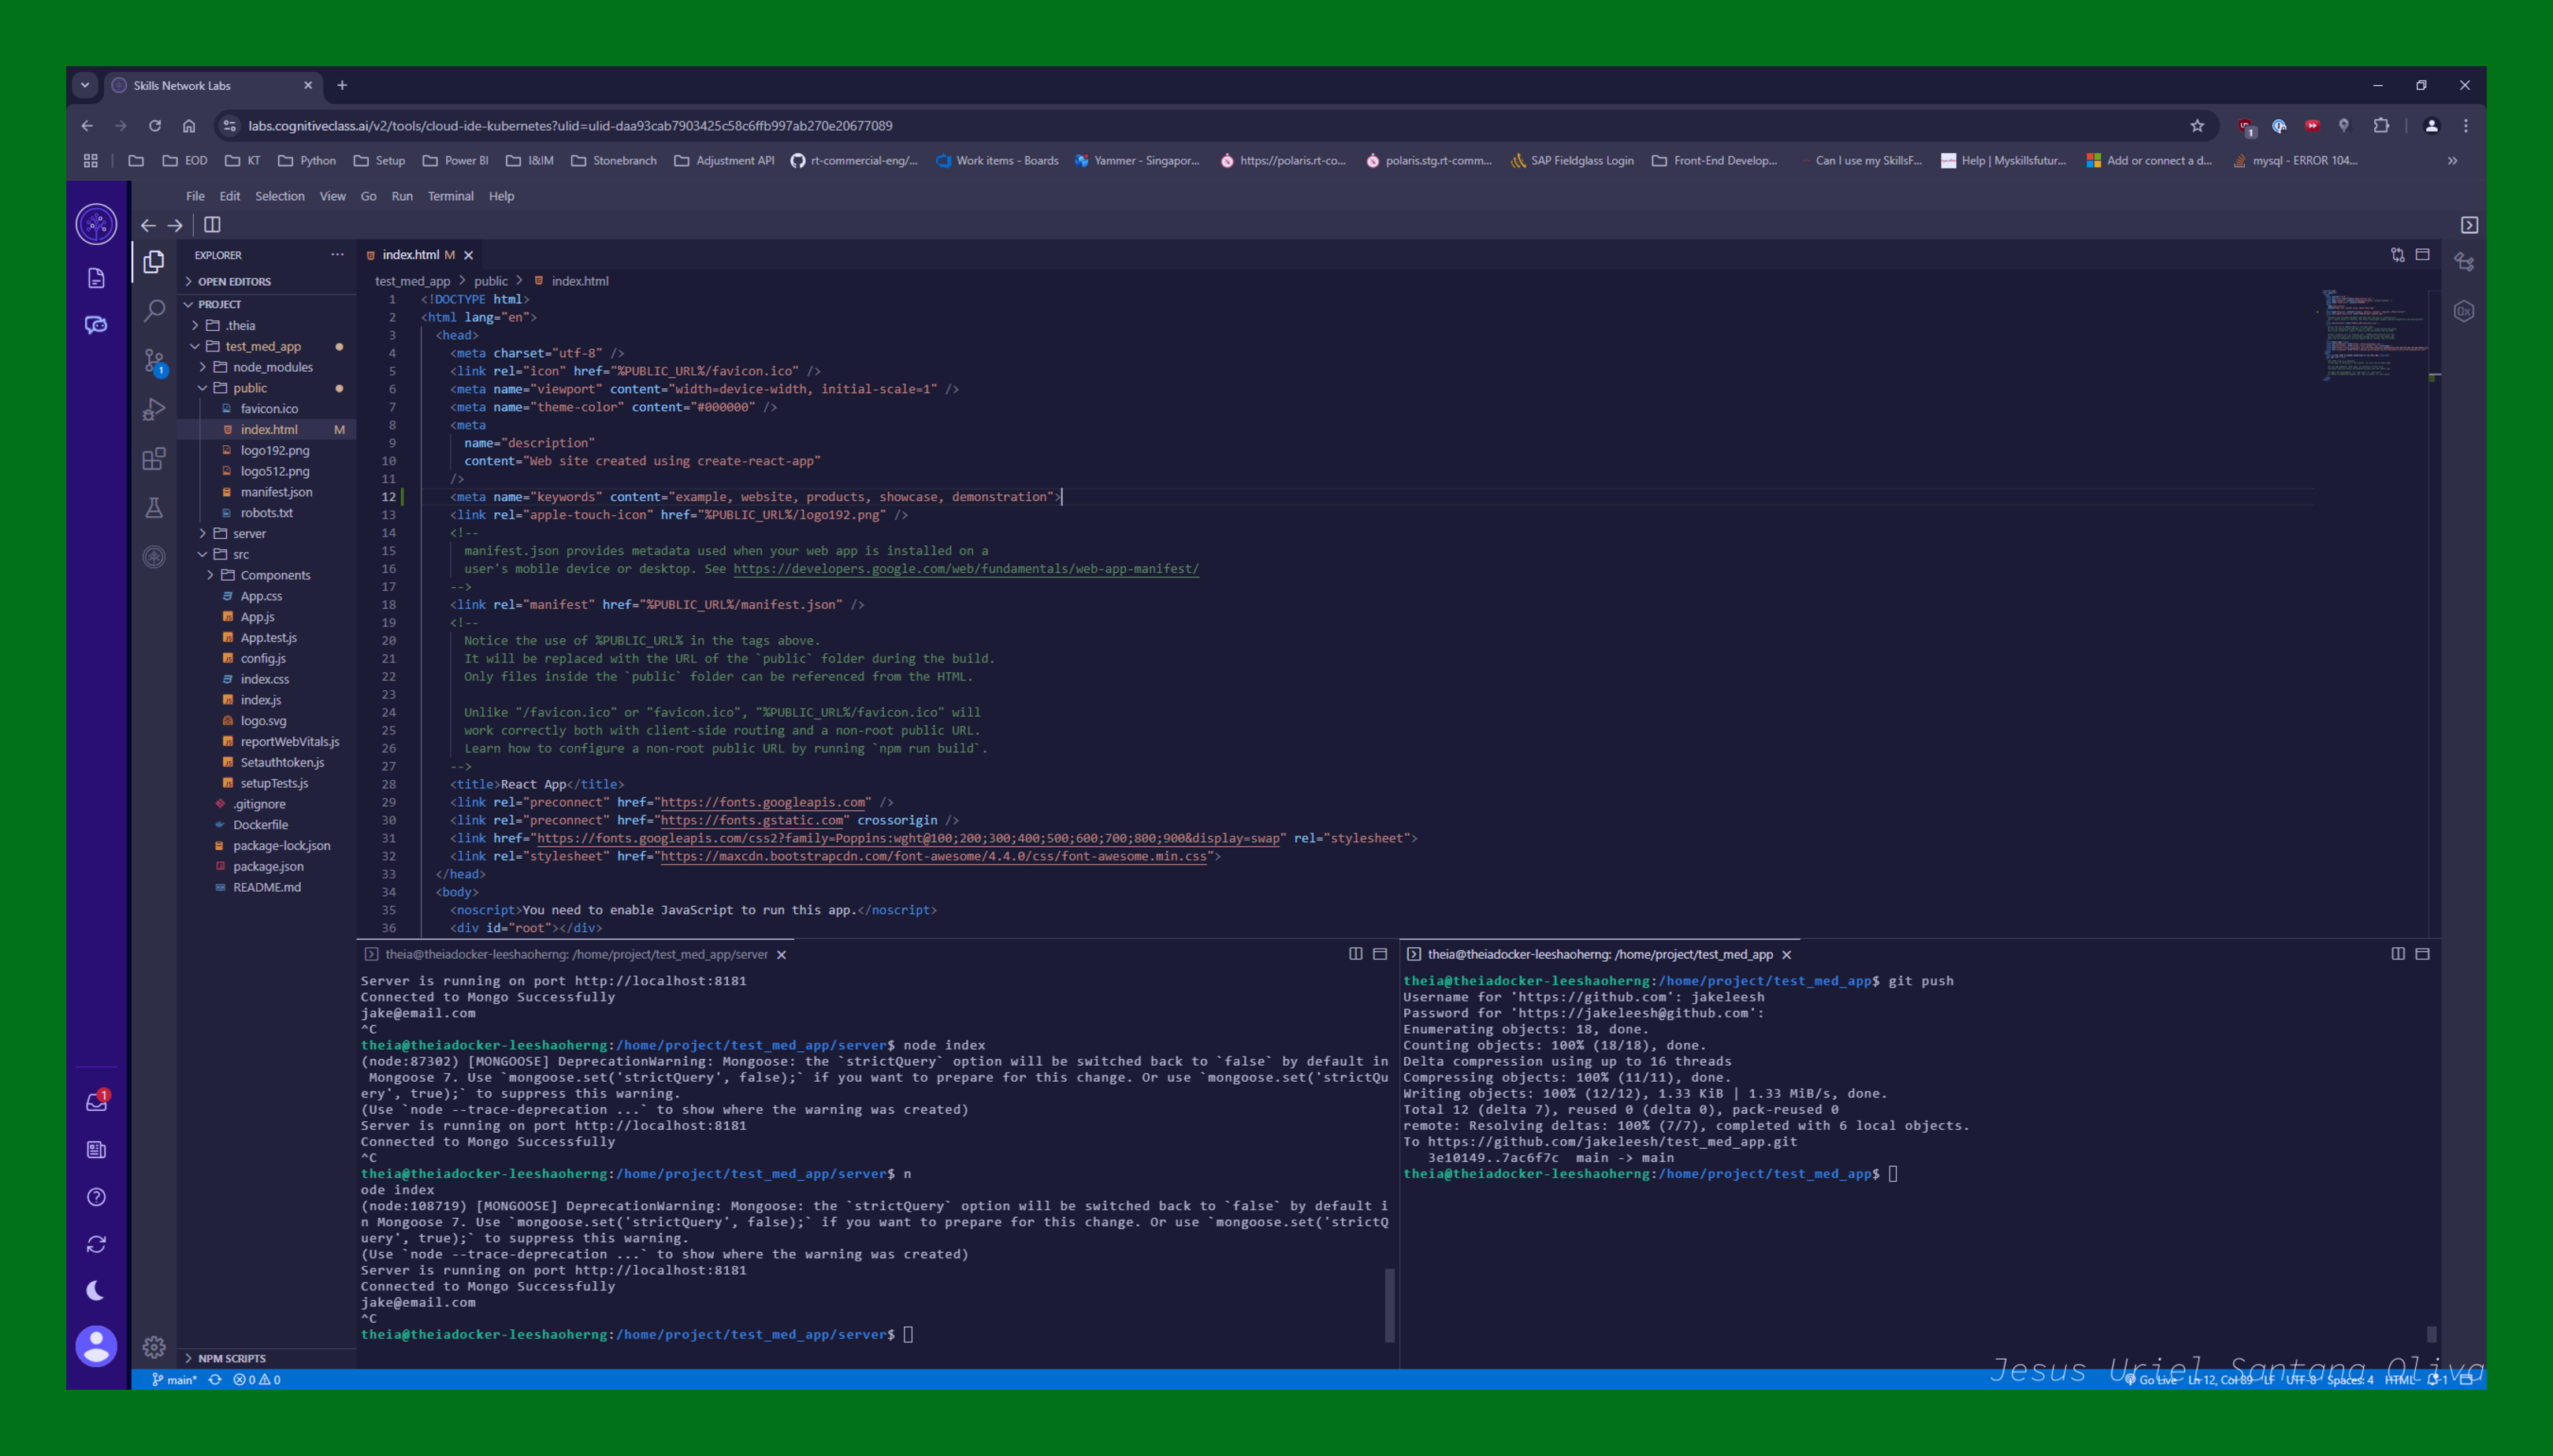 Skills Network Labs
labs.cognitiveclass.ai/v2/tools/cloud-ide-kubernetes?ulid=ulid-daa93cab7903425c58c6ffb997ab270e20677089
1
EOD KT Python Setup Power BI I&IM Stonebranch Adjustment API rt-commercial-eng/... Work items - Boards Yammer - Singapor... https://polaris.rt-co... polaris.stg.rt-comm... SAP Fieldglass Login Front-End Develop... Can I use my SkillsF... Help | Myskillsfutur... Add or connect a d... mysql - ERROR 104...
File Edit Selection View Go Run Terminal Help
EXPLORER
OPEN EDITORS
PROJECT
.theia
test_med_app
node_modules
public
favicon.ico
index.html M
logo192.png
logo512.png
manifest.json
robots.txt
server
src
Components
App.css
App.js
App.test.js
config.js
index.css
index.js
logo.svg
reportWebVitals.js
Setauthtoken.js
setupTests.js
.gitignore
Dockerfile
package-lock.json
package.json
README.md
NPM SCRIPTS
1
1
0x
index.html M
test_med_app > public > index.html
1 <!DOCTYPE html>
2 <html lang="en">
3 <head>
4 <meta charset="utf-8" />
5 <link rel="icon" href="%PUBLIC_URL%/favicon.ico" />
6 <meta name="viewport" content="width=device-width, initial-scale=1" />
7 <meta name="theme-color" content="#000000" />
8 <meta
9 name="description"
10 content="Web site created using create-react-app"
11 />
12 <meta name="keywords" content="example, website, products, showcase, demonstration">
13 <link rel="apple-touch-icon" href="%PUBLIC_URL%/logo192.png" />
14 <!--
15 manifest.json provides metadata used when your web app is installed on a
16 user's mobile device or desktop. See https://developers.google.com/web/fundamentals/web-app-manifest/
17 -->
18 <link rel="manifest" href="%PUBLIC_URL%/manifest.json" />
19 <!--
20 Notice the use of %PUBLIC_URL% in the tags above.
21 It will be replaced with the URL of the `public` folder during the build.
22 Only files inside the `public` folder can be referenced from the HTML.
23
24 Unlike "/favicon.ico" or "favicon.ico", "%PUBLIC_URL%/favicon.ico" will
25 work correctly both with client-side routing and a non-root public URL.
26 Learn how to configure a non-root public URL by running `npm run build`.
27 -->
28 <title>React App</title>
29 <link rel="preconnect" href="https://fonts.googleapis.com" />
30 <link rel="preconnect" href="https://fonts.gstatic.com" crossorigin />
31 <link href="https://fonts.googleapis.com/css2?family=Poppins:wght@100;200;300;400;500;600;700;800;900&display=swap" rel="stylesheet">
32 <link rel="stylesheet" href="https://maxcdn.bootstrapcdn.com/font-awesome/4.4.0/css/font-awesome.min.css">
33 </head>
34 <body>
35 <noscript>You need to enable JavaScript to run this app.</noscript>
36 <div id="root"></div>
theia@theiadocker-leeshaoherng: /home/project/test_med_app/server
Server is running on port http://localhost:8181
Connected to Mongo Successfully
jake@email.com
^C
theia@theiadocker-leeshaoherng:/home/project/test_med_app/server$ node index
(node:87302) [MONGOOSE] DeprecationWarning: Mongoose: the `strictQuery` option will be switched back to `false` by default in
Mongoose 7. Use `mongoose.set('strictQuery', false);` if you want to prepare for this change. Or use `mongoose.set('strictQu
ery', true);` to suppress this warning.
(Use `node --trace-deprecation ...` to show where the warning was created)
Server is running on port http://localhost:8181
Connected to Mongo Successfully
^C
theia@theiadocker-leeshaoherng:/home/project/test_med_app/server$ n
ode index
(node:108719) [MONGOOSE] DeprecationWarning: Mongoose: the `strictQuery` option will be switched back to `false` by default i
n Mongoose 7. Use `mongoose.set('strictQuery', false);` if you want to prepare for this change. Or use `mongoose.set('strictQ
uery', true);` to suppress this warning.
(Use `node --trace-deprecation ...` to show where the warning was created)
Server is running on port http://localhost:8181
Connected to Mongo Successfully
jake@email.com
^C
theia@theiadocker-leeshaoherng:/home/project/test_med_app/server$
theia@theiadocker-leeshaoherng: /home/project/test_med_app
theia@theiadocker-leeshaoherng:/home/project/test_med_app$ git push
Username for 'https://github.com': jakeleesh
Password for 'https://jakeleesh@github.com':
Enumerating objects: 18, done.
Counting objects: 100% (18/18), done.
Delta compression using up to 16 threads
Compressing objects: 100% (11/11), done.
Writing objects: 100% (12/12), 1.33 KiB | 1.33 MiB/s, done.
Total 12 (delta 7), reused 0 (delta 0), pack-reused 0
remote: Resolving deltas: 100% (7/7), completed with 6 local objects.
To https://github.com/jakeleesh/test_med_app.git
3e10149..7ac6f7c main -> main
theia@theiadocker-leeshaoherng:/home/project/test_med_app$
Jesus Uriel Santana Oliva
main* 0 0 Go Live Ln 12, Col 89 LF UTF-8 Spaces: 4 HTML 1